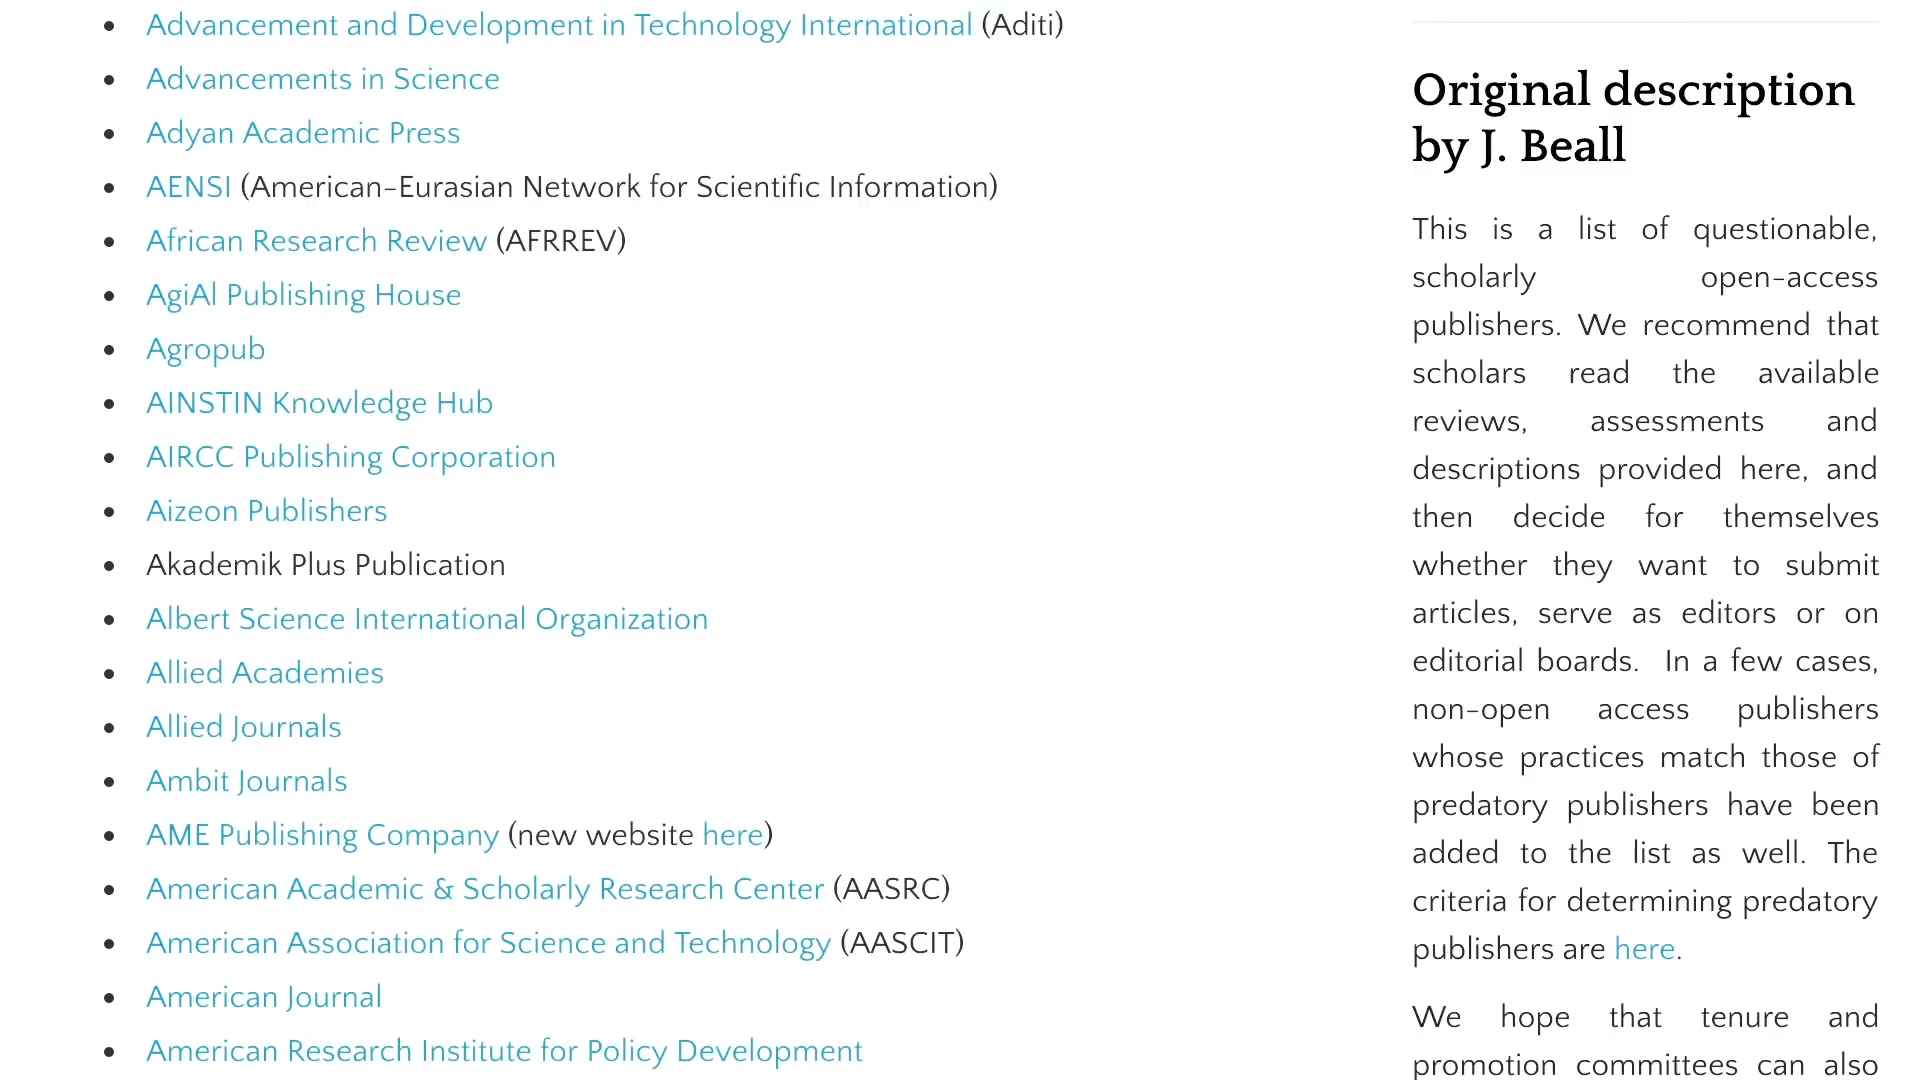 Advancement and Development in Technology International (Aditi)
Advancements in Science
Adyan Academic Press
AENSI (American-Eurasian Network for Scientific Information)
African Research Review (AFRREV)
AgiAl Publishing House
Agropub
AINSTIN Knowledge Hub
AIRCC Publishing Corporation
Aizeon Publishers
Akademik Plus Publication
Albert Science International Organization
Allied Academies
Allied Journals
Ambit Journals
AME Publishing Company (new website here)
American Academic & Scholarly Research Center (AASRC)
American Association for Science and Technology (AASCIT)
American Journal
American Research Institute for Policy Development
Original description
by J. Beall
This is a list of questionable,
scholarly open-access
publishers. We recommend that
scholars read the available
reviews, assessments and
descriptions provided here, and
then decide for themselves
whether they want to submit
articles, serve as editors or on
editorial boards. In a few cases,
non-open access publishers
whose practices match those of
predatory publishers have been
added to the list as well. The
criteria for determining predatory
publishers are here.
We hope that tenure and
promotion committees can also